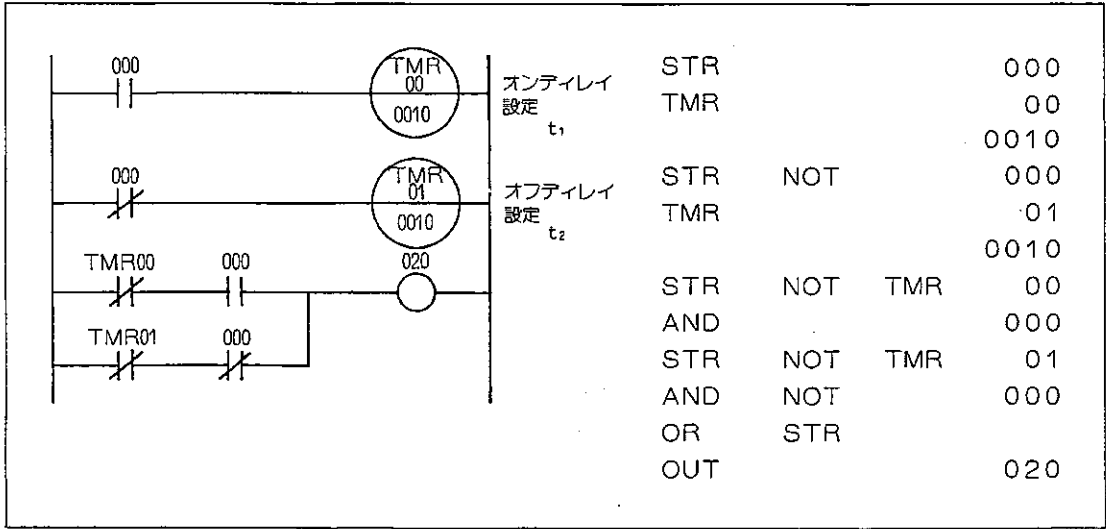 000
TMR
00
0010
オンディレイ
設定
t₁
000
TMR
01
0010
オフディレイ
設定
t₂
TMR00 000 020
TMR01 000
STR 000
TMR 00
0010
STR NOT 000
TMR 01
0010
STR NOT TMR 00
AND 000
STR NOT TMR 01
AND NOT 000
OR STR
OUT 020